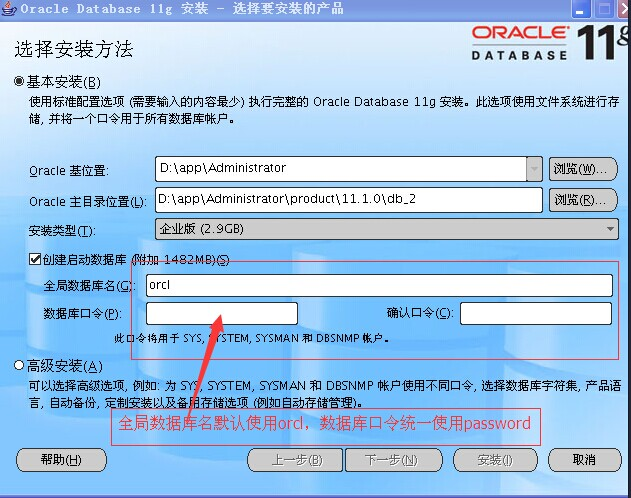 Oracle Database 11g 安装 - 选择要安装的产品
选择安装方法
ORACLE
DATABASE 11g
基本安装(B)
使用标准配置选项 (需要输入的内容最少) 执行完整的 Oracle Database 11g 安装。此选项使用文件系统进行存
储, 并将一个口令用于所有数据库帐户。
Oracle 基位置: D:\app\Administrator 浏览(W)...
Oracle 主目录位置(L): D:\app\Administrator\product\11.1.0\db_2 浏览(R)...
安装类型(T): 企业版 (2.9GB)
创建启动数据库 (附加 1482MB)(S)
全局数据库名(G): orcl
数据库口令(P): 确认口令(C):
此口令将用于 SYS, SYSTEM, SYSMAN 和 DBSNMP 帐户。
高级安装(A)
可以选择高级选项, 例如: 为 SYS, SYSTEM, SYSMAN 和 DBSNMP 帐户使用不同口令, 选择数据库字符集, 产品语
言, 自动备份, 定制安装以及备用存储选项 (例如自动存储管理)。
全局数据库名默认使用orcl，数据库口令统一使用password
帮助(H) 上一步(B) 下一步(N) 安装(I) 取消